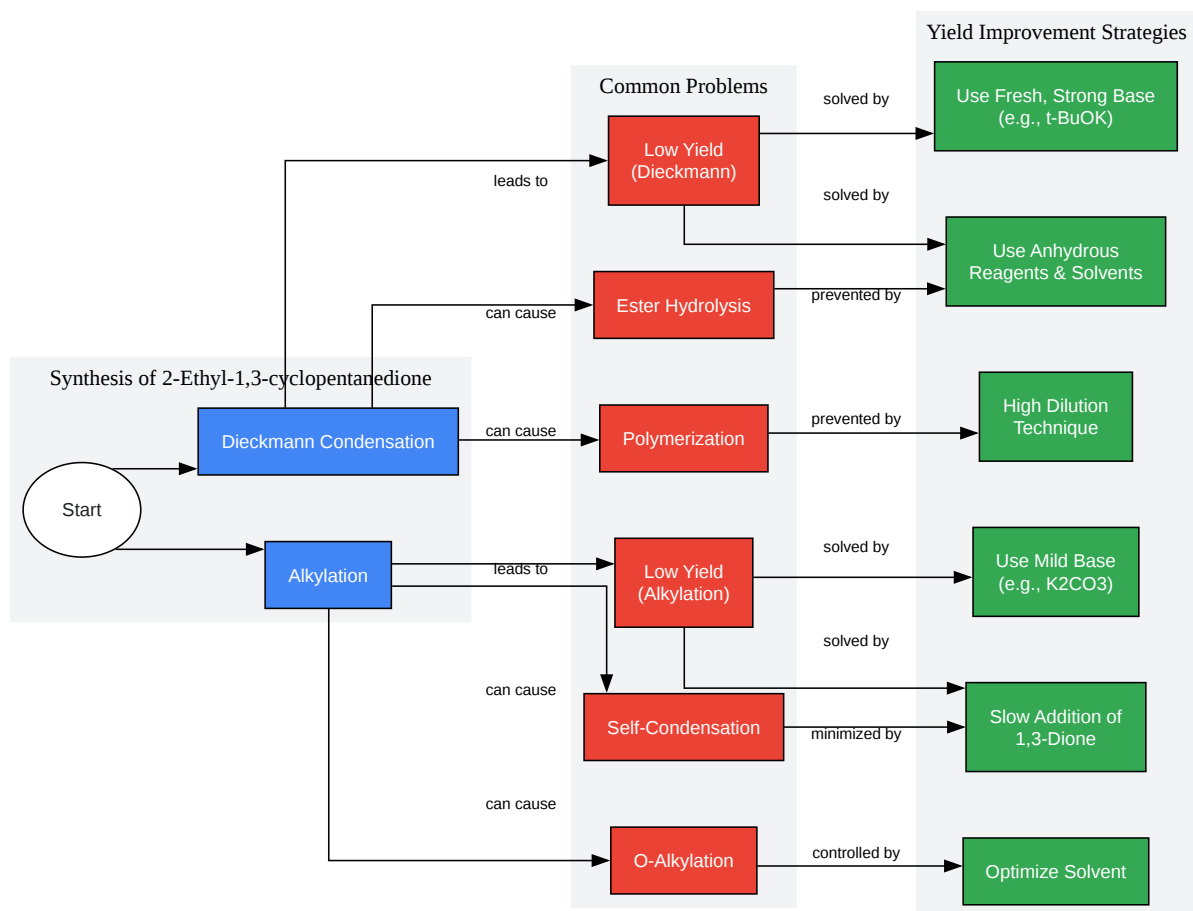 Yield Improvement Strategies
Common Problems
solved by
Use Fresh, Strong Base
(e.g., t-BuOK)
Low Yield
(Dieckmann)
leads to
solved by
Use Anhydrous
Reagents & Solvents
Ester Hydrolysis
prevented by
can cause
Synthesis of 2-Ethyl-1,3-cyclopentanedione
Dieckmann Condensation
can cause
Polymerization
prevented by
High Dilution
Technique
Start
Alkylation
leads to
Low Yield
(Alkylation)
solved by
Use Mild Base
(e.g., K2CO3)
solved by
can cause
Self-Condensation
minimized by
Slow Addition of
1,3-Dione
can cause
O-Alkylation
controlled by
Optimize Solvent